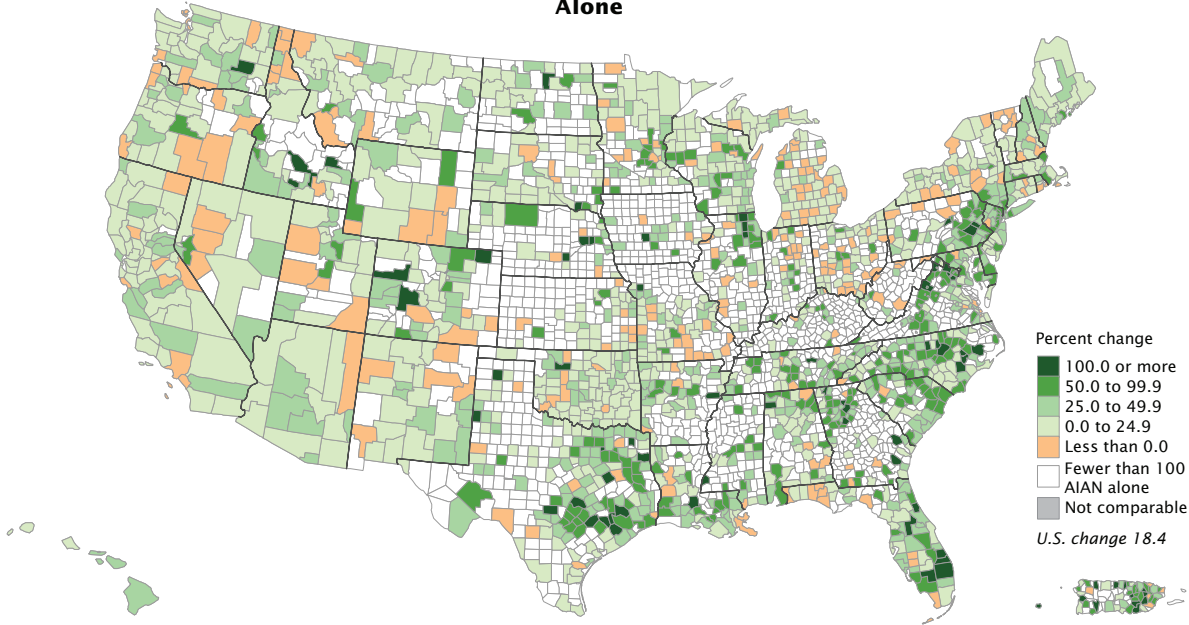 Alone
Percent change
100.0 or more
50.0 to 99.9
25.0 to 49.9
0.0 to 24.9
Less than 0.0
Fewer than 100
AIAN alone
Not comparable
U.S. change 18.4